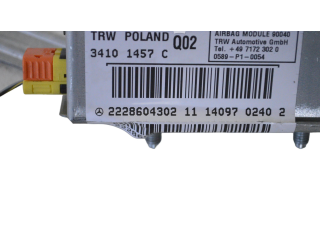 TRW POLAND
Q02
3410 1457 C
AIRBAG MODULE 90040
TRW Automotive GmbH
Tel. +49 7172 302 0
0589-P1-0054
2228604302 11 14097 0240 2